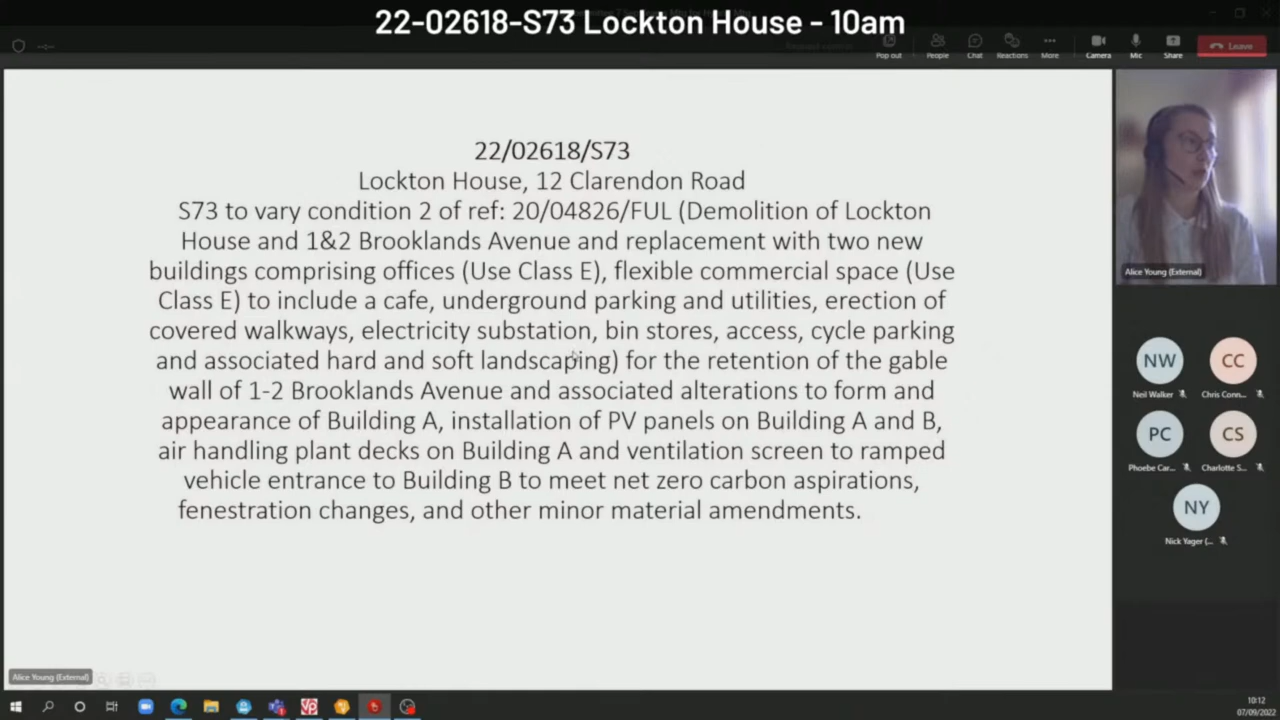 22-02618-S73 Lockton House - 10am
Pop out
People
Chat
Reactions
More
Camera
Mic
Share
Leave
22/02618/S73
Lockton House, 12 Clarendon Road
S73 to vary condition 2 of ref: 20/04826/FUL (Demolition of Lockton
House and 1&2 Brooklands Avenue and replacement with two new
buildings comprising offices (Use Class E), flexible commercial space (Use
Class E) to include a cafe, underground parking and utilities, erection of
covered walkways, electricity substation, bin stores, access, cycle parking
and associated hard and soft landscaping) for the retention of the gable
wall of 1-2 Brooklands Avenue and associated alterations to form and
appearance of Building A, installation of PV panels on Building A and B,
air handling plant decks on Building A and ventilation screen to ramped
vehicle entrance to Building B to meet net zero carbon aspirations,
fenestration changes, and other minor material amendments.
Alice Young (External)
NW
Neil Walker
CC
Chris Conn...
PC
Phoebe Car...
CS
Charlotte S...
NY
Nick Yager (...
Alice Young (External)
10:12
07/09/2022